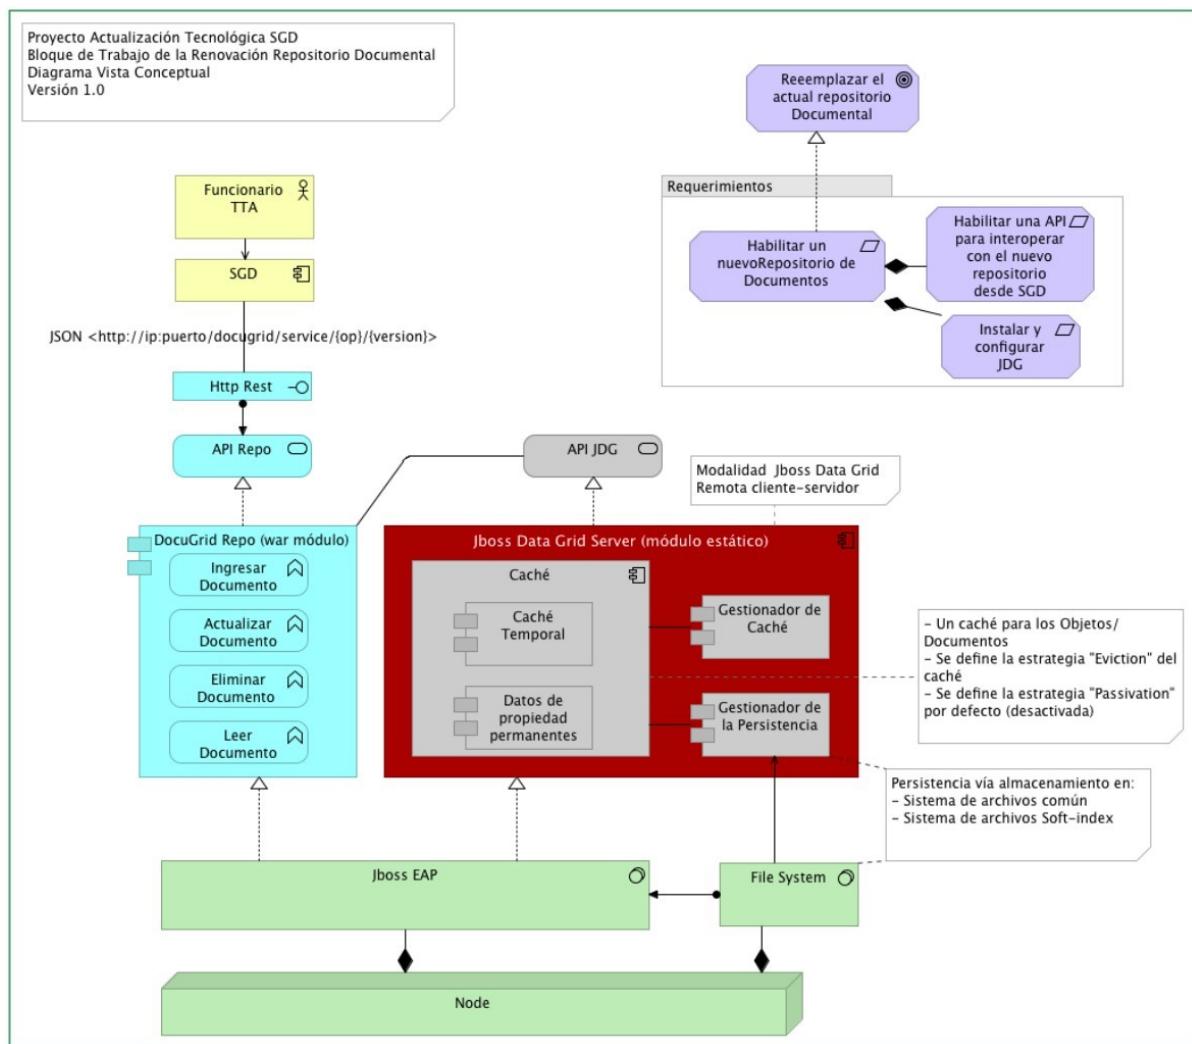 Proyecto Actualización Tecnológica SGD
Bloque de Trabajo de la Renovación Repositorio Documental
Diagrama Vista Conceptual
Versión 1.0
Reeemplazar el
actual repositorio
Documental
Requerimientos
Habilitar un
nuevoRepositorio de
Documentos
Habilitar una API
para interoperar
con el nuevo
repositorio
desde SGD
Instalar y
configurar
JDG
Funcionario
TTA
SGD
JSON <http://ip:puerto/docugrid/service/{op}/{version}>
Http Rest
API Repo
API JDG
Modalidad Jboss Data Grid
Remota cliente-servidor
DocuGrid Repo (war módulo)
Ingresar
Documento
Actualizar
Documento
Eliminar
Documento
Leer
Documento
Jboss Data Grid Server (módulo estático)
Caché
Caché
Temporal
Datos de
propiedad
permanentes
Gestionador de
Caché
Gestionador de
la Persistencia
- Un caché para los Objetos/
Documentos
- Se define la estrategia "Eviction" del
caché
- Se define la estrategia "Passivation"
por defecto (desactivada)
Persistencia vía almacenamiento en:
- Sistema de archivos común
- Sistema de archivos Soft-index
Jboss EAP
File System
Node